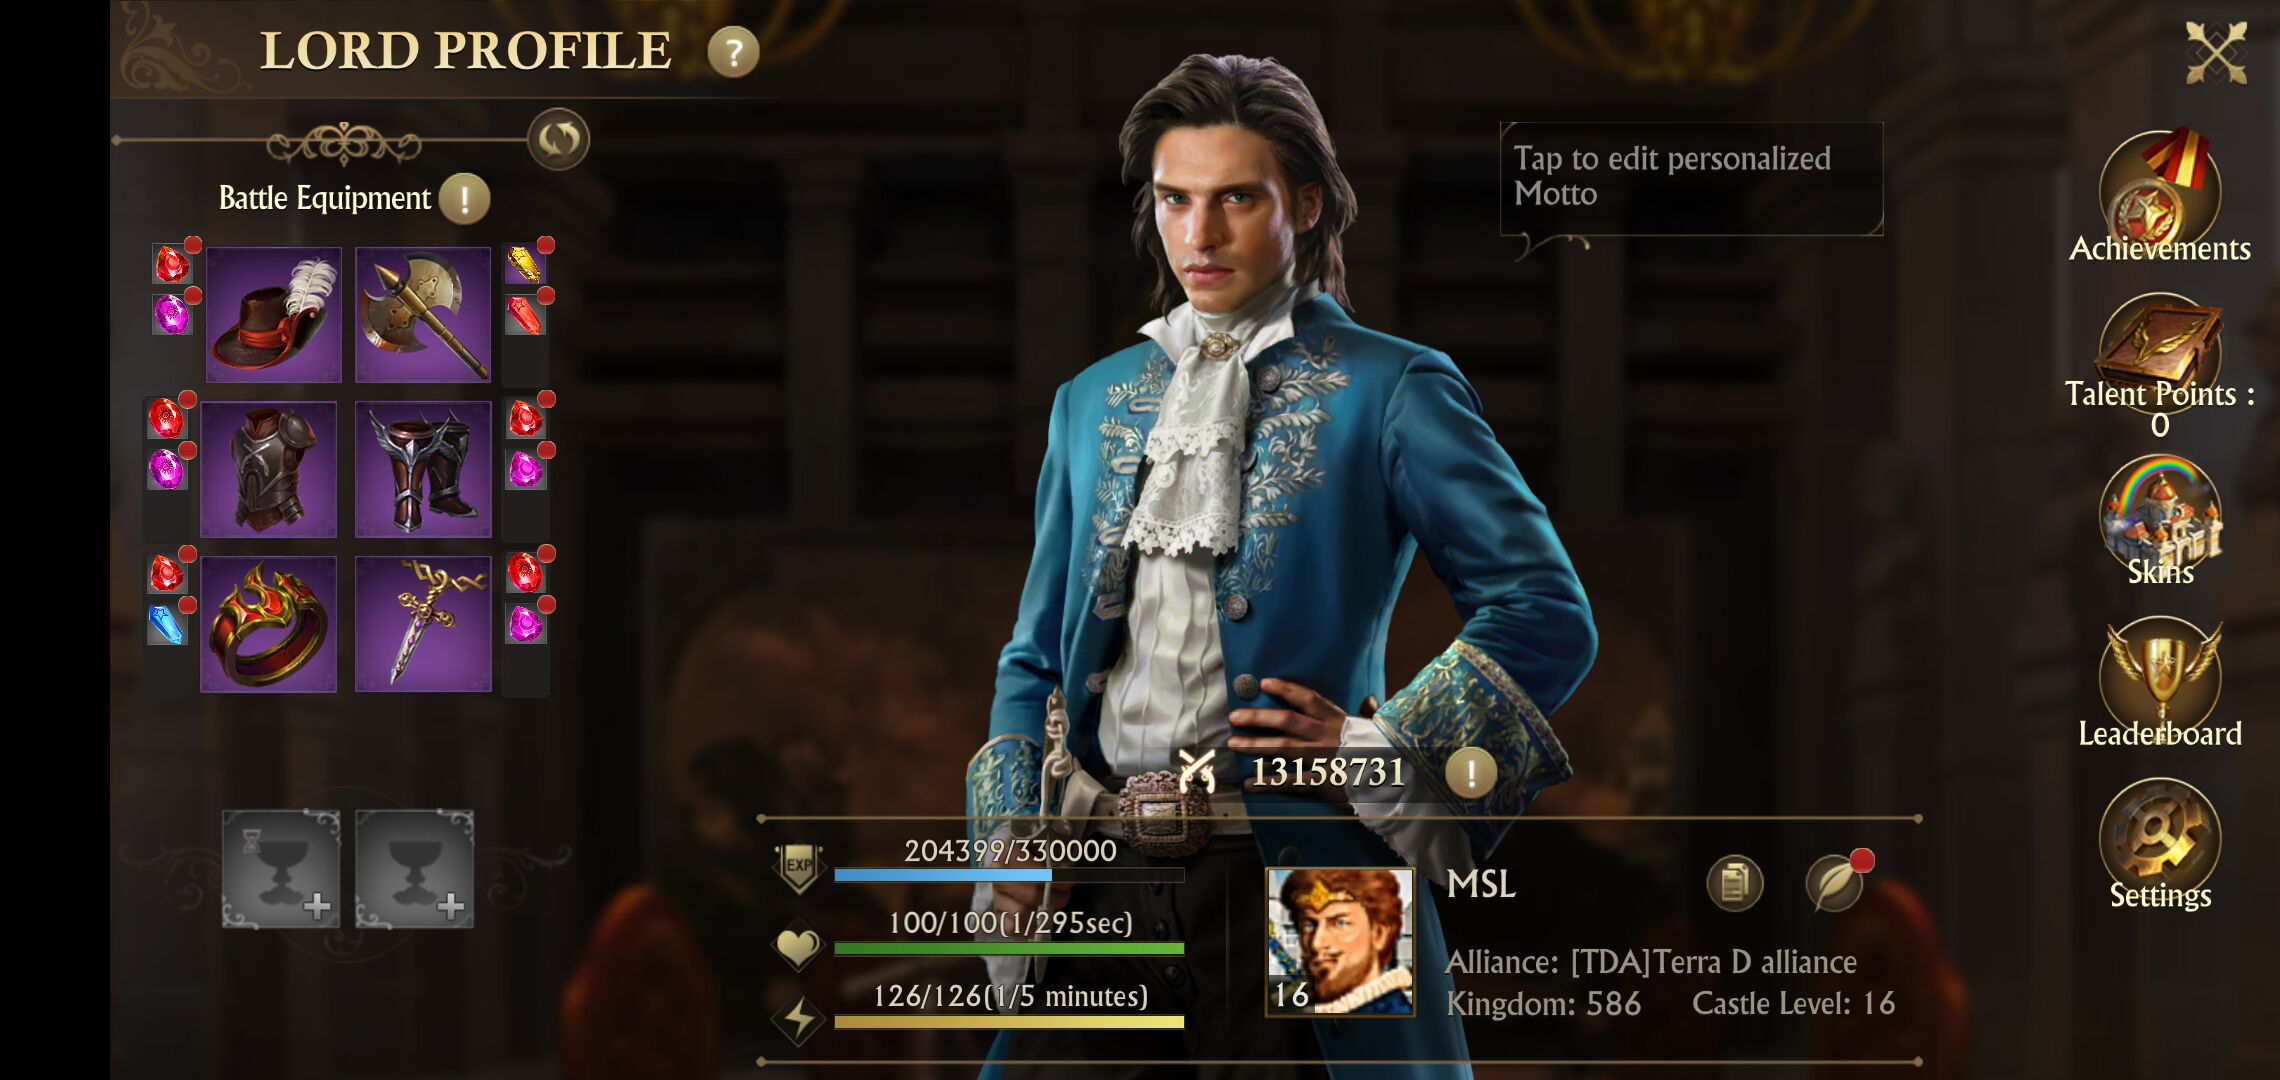 LORD PROFILE
?
Battle Equipment !
Tap to edit personalized
Motto
Achievements
Talent Points :
0
Skins
Leaderboard
Settings
13158731 !
EXP
204399/330000
100/100(1/295sec)
126/126(1/5 minutes)
16
MSL
Alliance: [TDA]Terra D alliance
Kingdom: 586 Castle Level: 16